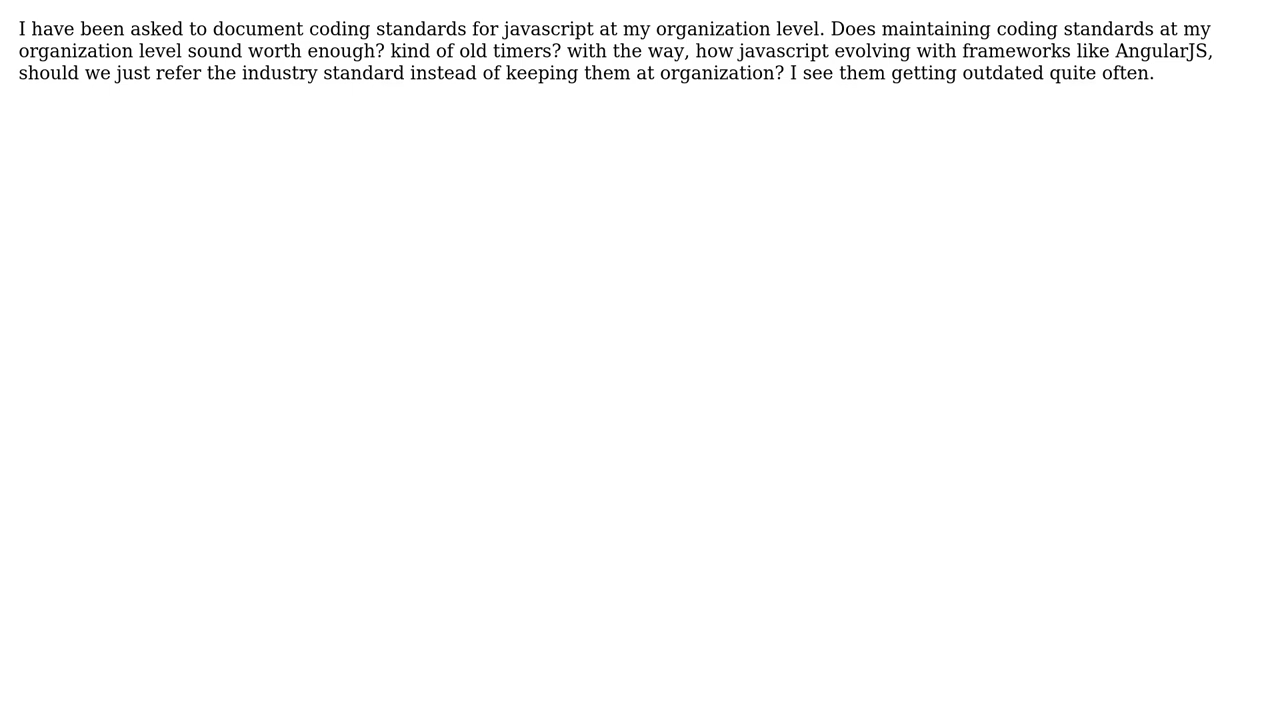 I have been asked to document coding standards for javascript at my organization level. Does maintaining coding standards at my
organization level sound worth enough? kind of old timers? with the way, how javascript evolving with frameworks like AngularJS,
should we just refer the industry standard instead of keeping them at organization? I see them getting outdated quite often.